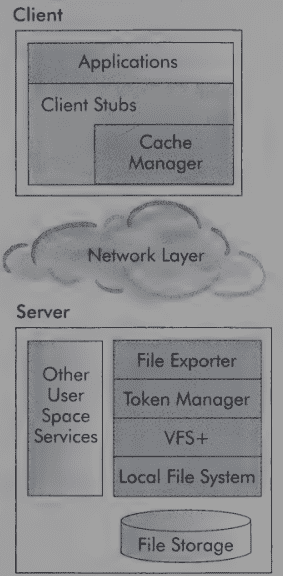 Client
Applications
Client Stubs
Cache
Manager
Network Layer
Server
Other
User
Space
Services
File Exporter
Token Manager
VFS+
Local File System
File Storage